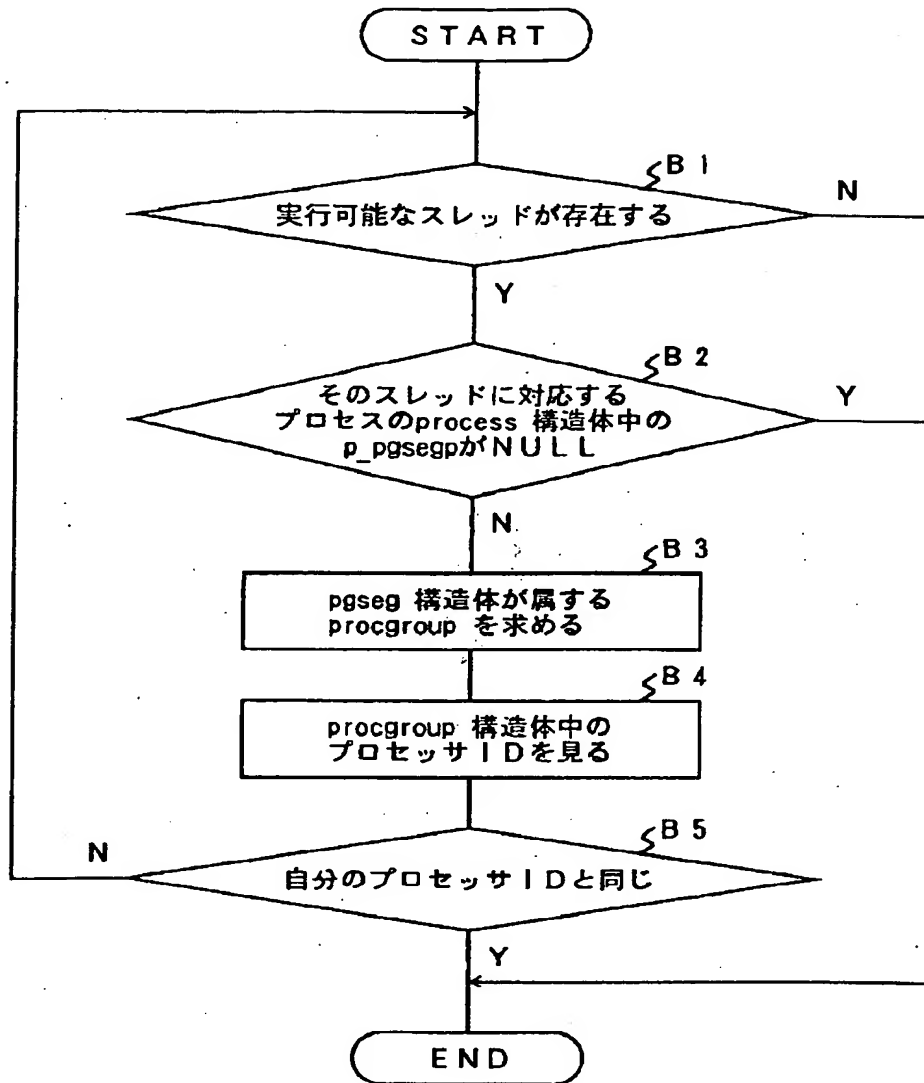 START
B1
実行可能なスレッドが存在する
N
Y
B2
そのスレッドに対応する
プロセスのprocess 構造体中の
p_pgsegpがNULL
Y
N
B3
pgseg 構造体が属する
procgroup を求める
B4
procgroup 構造体中の
プロセッサIDを見る
B5
N
自分のプロセッサIDと同じ
Y
END